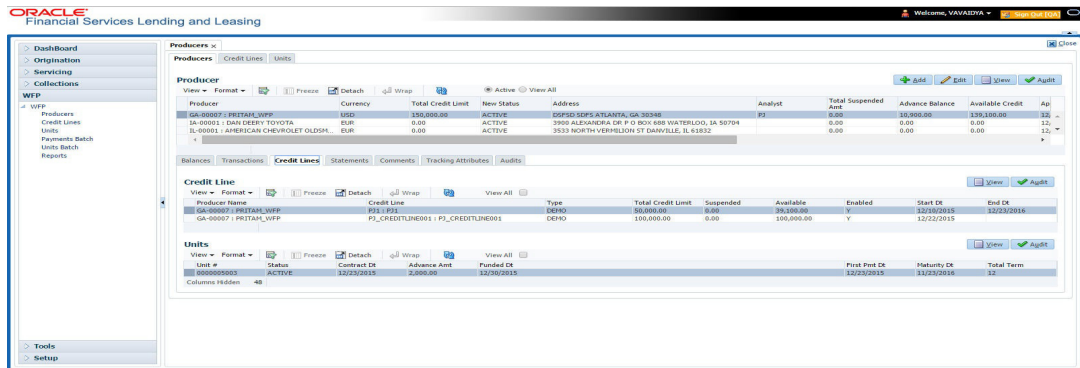 ORACLE
Financial Services Lending and Leasing
Welcome, VAVAIDYA
Sign Out [QA]
Close
DashBoard
Origination
Servicing
Collections
WFP
WFP
Producers
Credit Lines
Units
Payments Batch
Units Batch
Reports
Tools
Setup
Producers x
Producers Credit Lines Units
Producer
Add Edit View Audit
View Format Freeze Detach Wrap Active View All
Producer Currency Total Credit Limit New Status Address Analyst Total Suspended Amt Advance Balance Available Credit Ap
GA-00007 : PRITAM_WFP USD 150,000.00 ACTIVE DSFSD SDFS ATLANTA, GA 30348 PJ 0.00 10,900.00 139,100.00 12,
IA-00001 : DAN DEERY TOYOTA EUR 0.00 ACTIVE 3900 ALEXANDRA DR P O BOX 688 WATERLOO, IA 50704 0.00 0.00 0.00 12,
IL-00001 : AMERICAN CHEVROLET OLDSM... EUR 0.00 ACTIVE 3533 NORTH VERMILION ST DANVILLE, IL 61832 0.00 0.00 0.00 12,
Balances Transactions Credit Lines Statements Comments Tracking Attributes Audits
Credit Line
View Audit
View Format Freeze Detach Wrap View All
Producer Name Credit Line Type Total Credit Limit Suspended Available Enabled Start Dt End Dt
GA-00007 : PRITAM_WFP PJ1 : PJ1 DEMO 50,000.00 0.00 39,100.00 Y 12/10/2015 12/23/2016
GA-00007 : PRITAM_WFP PJ_CREDITLINE001 : PJ_CREDITLINE001 DEMO 100,000.00 0.00 100,000.00 Y 12/22/2015
Units
View Audit
View Format Freeze Detach Wrap View All
Unit # Status Contract Dt Advance Amt Funded Dt First Pmt Dt Maturity Dt Total Term
0000005003 ACTIVE 12/23/2015 2,000.00 12/30/2015 12/23/2015 11/23/2016 12
Columns Hidden 48